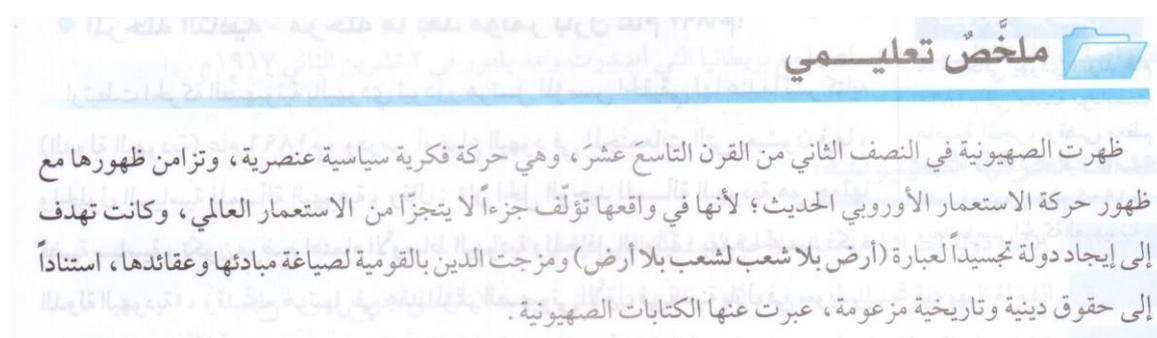 ملخَّصٌ تعليـــمي
ظهرت الصهيونية في النصف الثاني من القرن التاسع عشر، وهي حركة فكرية سياسية عنصرية، وتزامن ظهورها مع
ظهور حركة الاستعمار الأوروبي الحديث؛ لأنها في واقعها تؤلّف جزءاًلا يتجزأ من الاستعمار العالمي، وكانت تهدف
إلى إيجاد دولة تجسيداً لعبارة (أرض بلا شعب لشعب بلا أرض) ومزجت الدين بالقومية لصياغة مبادئها وعقائدها، استناداً
إلى حقوق دينية وتاريخية مزعومة، عبرت عنها الكتابات الصهيونية.